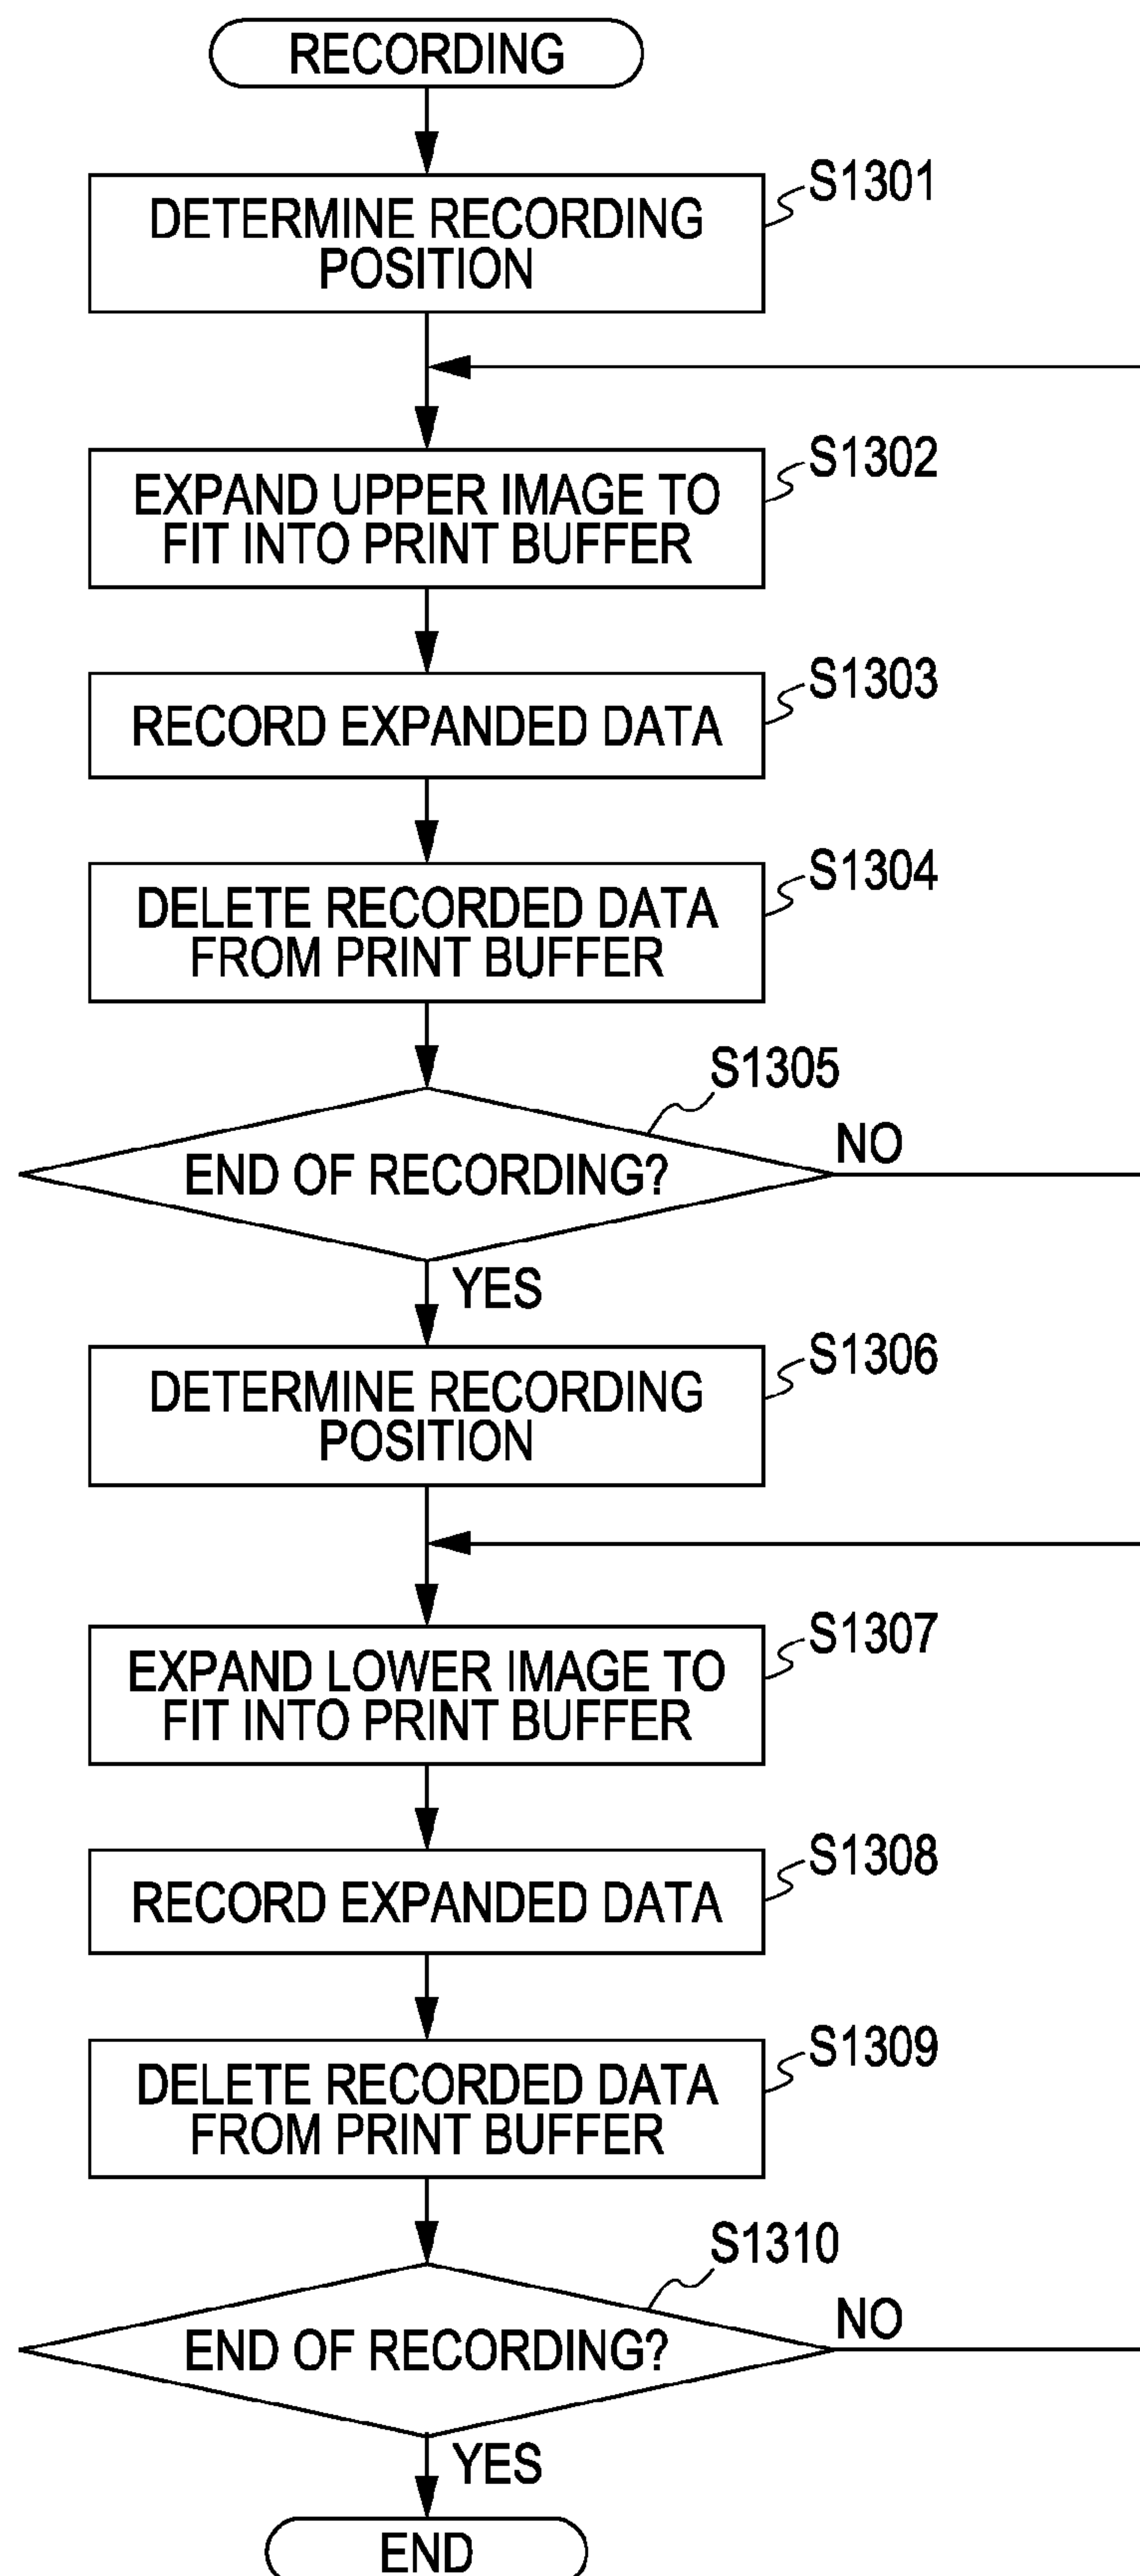 RECORDING
S1301
DETERMINE RECORDING
POSITION
S1302
EXPAND UPPER IMAGE TO
FIT INTO PRINT BUFFER
S1303
RECORD EXPANDED DATA
S1304
DELETE RECORDED DATA
FROM PRINT BUFFER
S1305
END OF RECORDING?
NO
YES
S1306
DETERMINE RECORDING
POSITION
S1307
EXPAND LOWER IMAGE TO
FIT INTO PRINT BUFFER
S1308
RECORD EXPANDED DATA
S1309
DELETE RECORDED DATA
FROM PRINT BUFFER
S1310
END OF RECORDING?
NO
YES
END